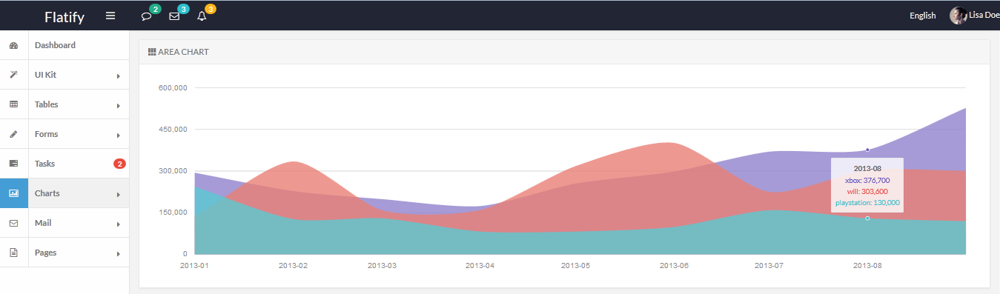 Flatify 2 3 3 English Lisa Doe
Dashboard
UI Kit
Tables
Forms
Tasks 2
Charts
Mail
Pages
AREA CHART
600,000
450,000
300,000
150,000
0
2013-01 2013-02 2013-03 2013-04 2013-05 2013-06 2013-07 2013-08
2013-08
xbox: 376,700
will: 303,600
playstation: 130,000